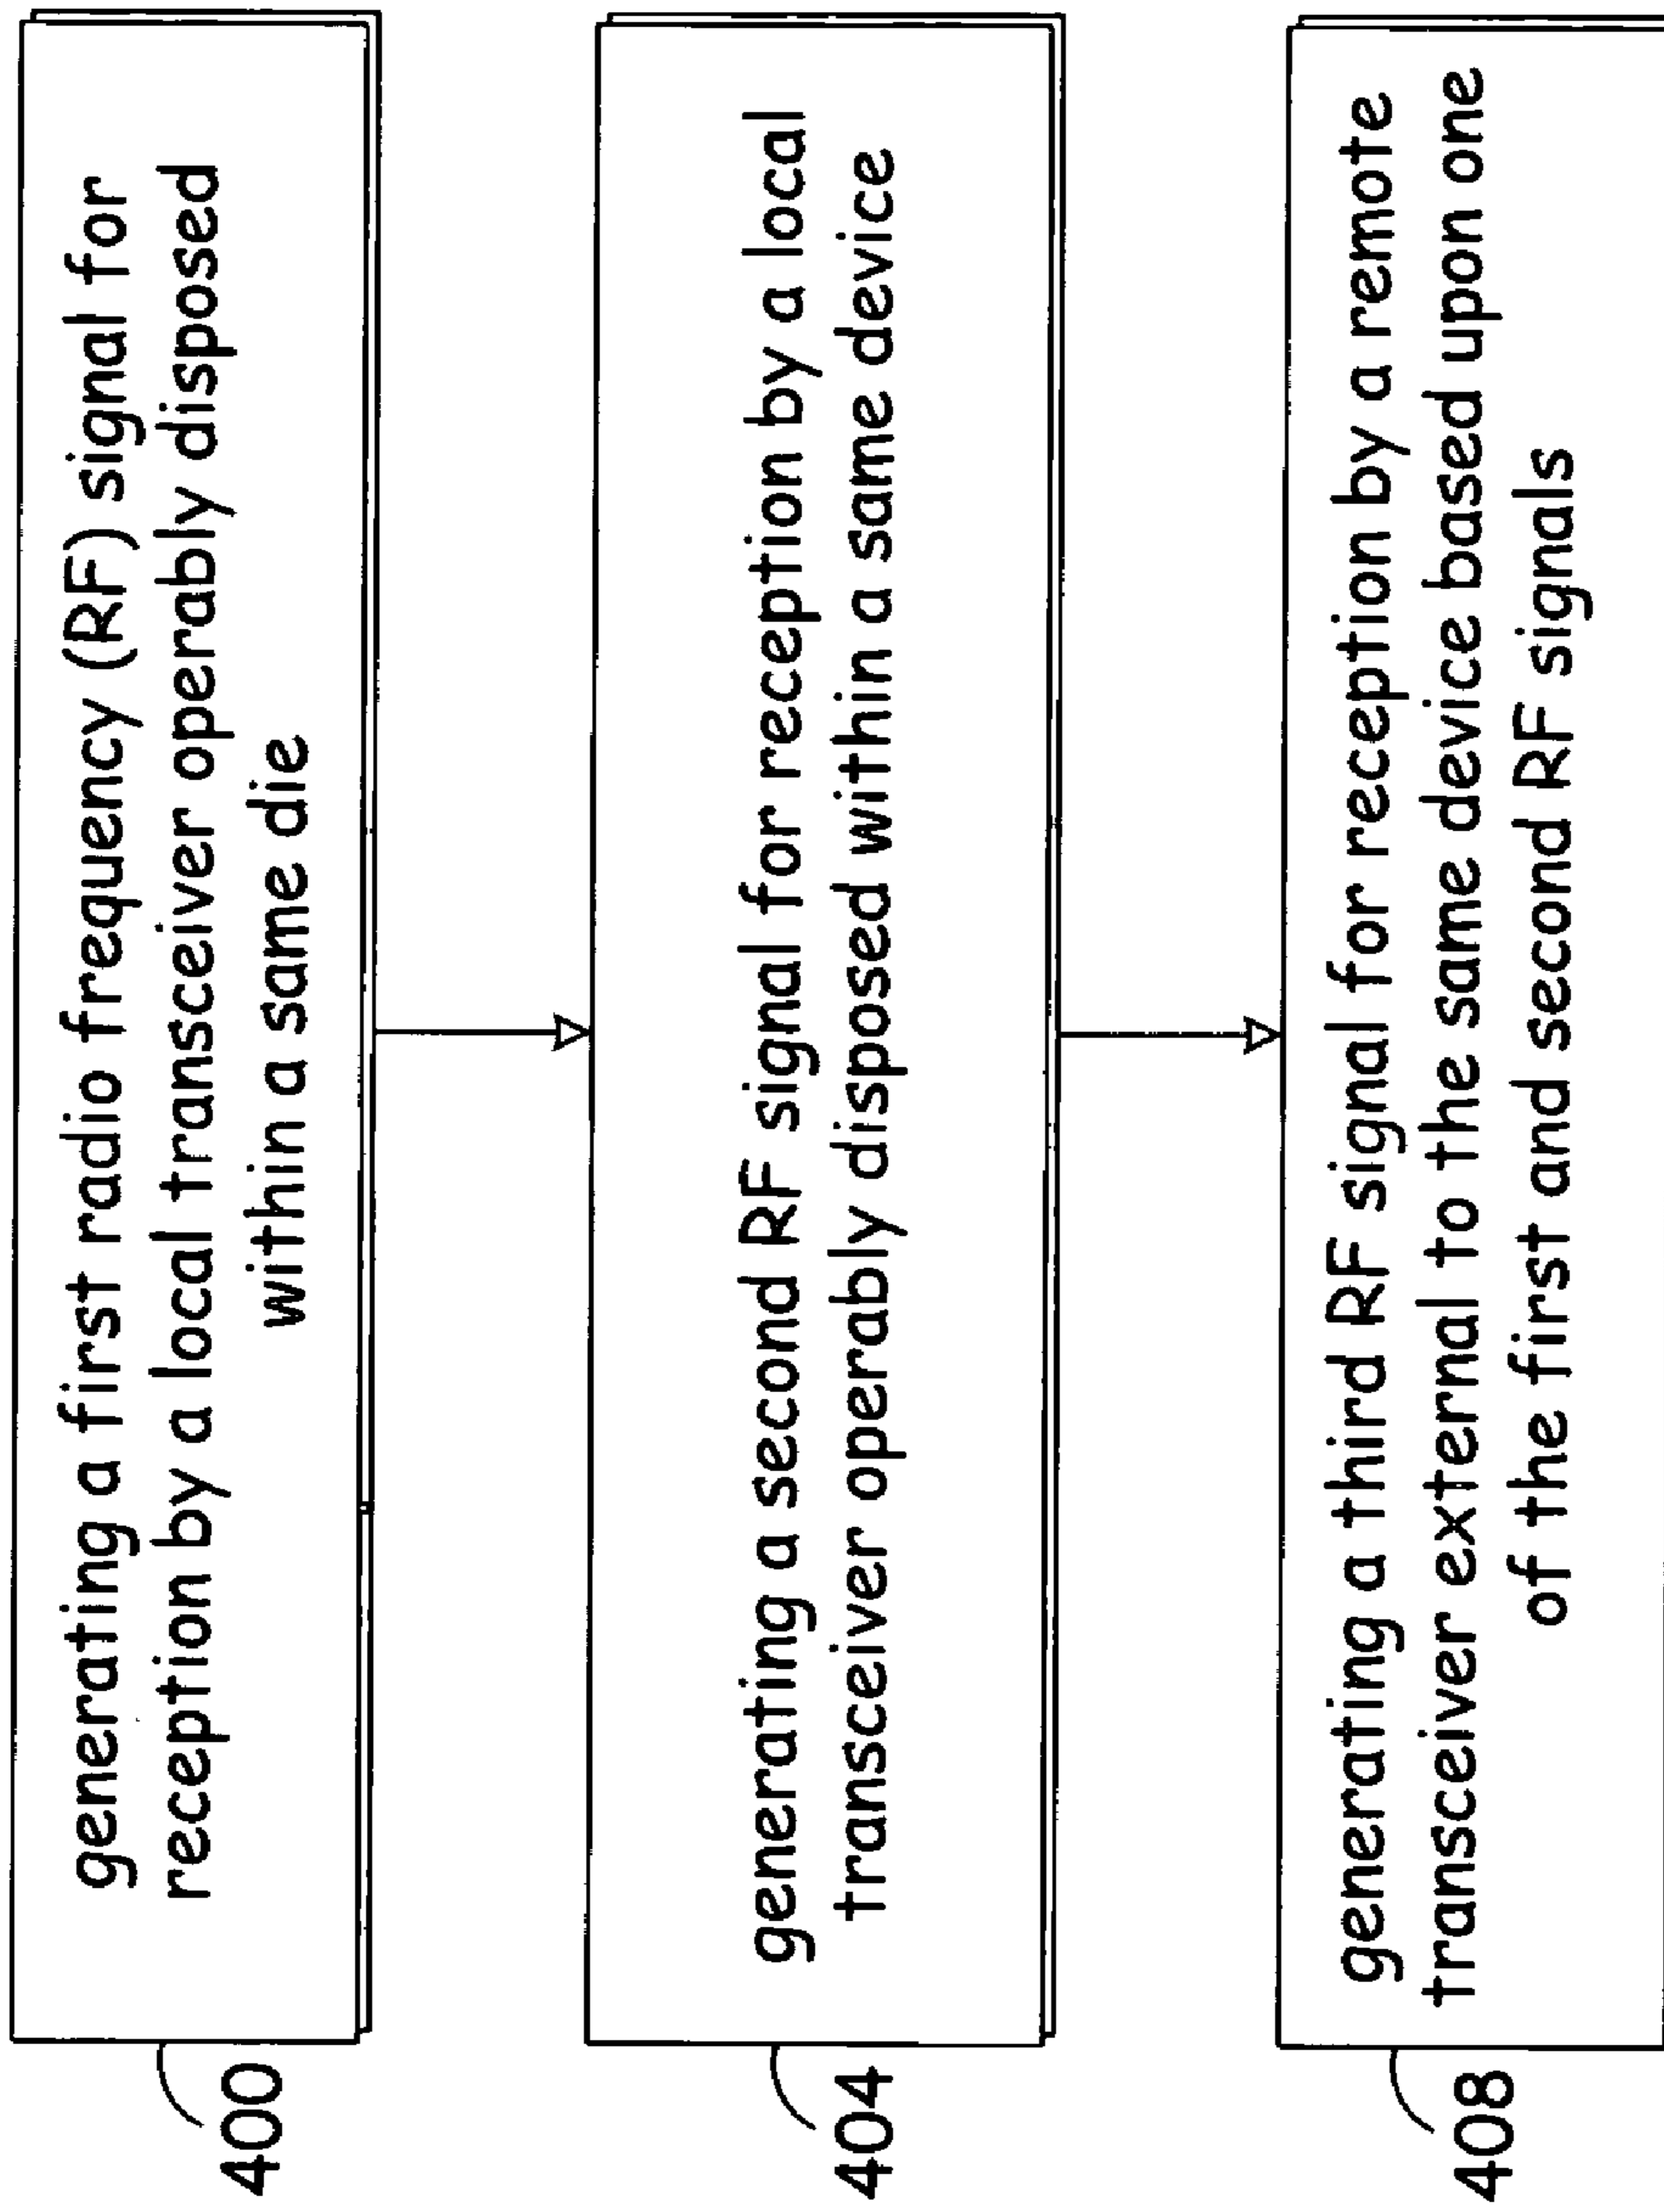 generating a first radio frequency (RF) signal for
reception by a local transceiver operably disposed
within a same die
400
generating a second RF signal for reception by a local
transceiver operably disposed within a same device
404
generating a third RF signal for reception by a remote
transceiver external to the same device based upon one
of the first and second RF signals
408